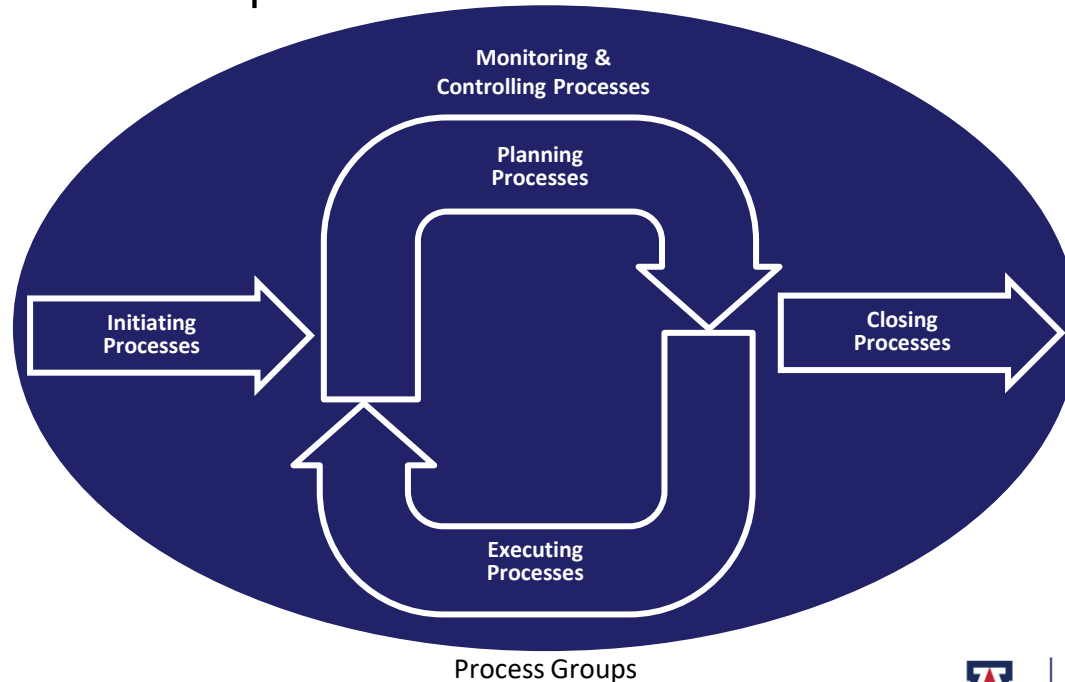 Monitoring &
Controlling Processes
Planning
Processes
Initiating
Processes
Closing
Processes
Executing
Processes
Process Groups